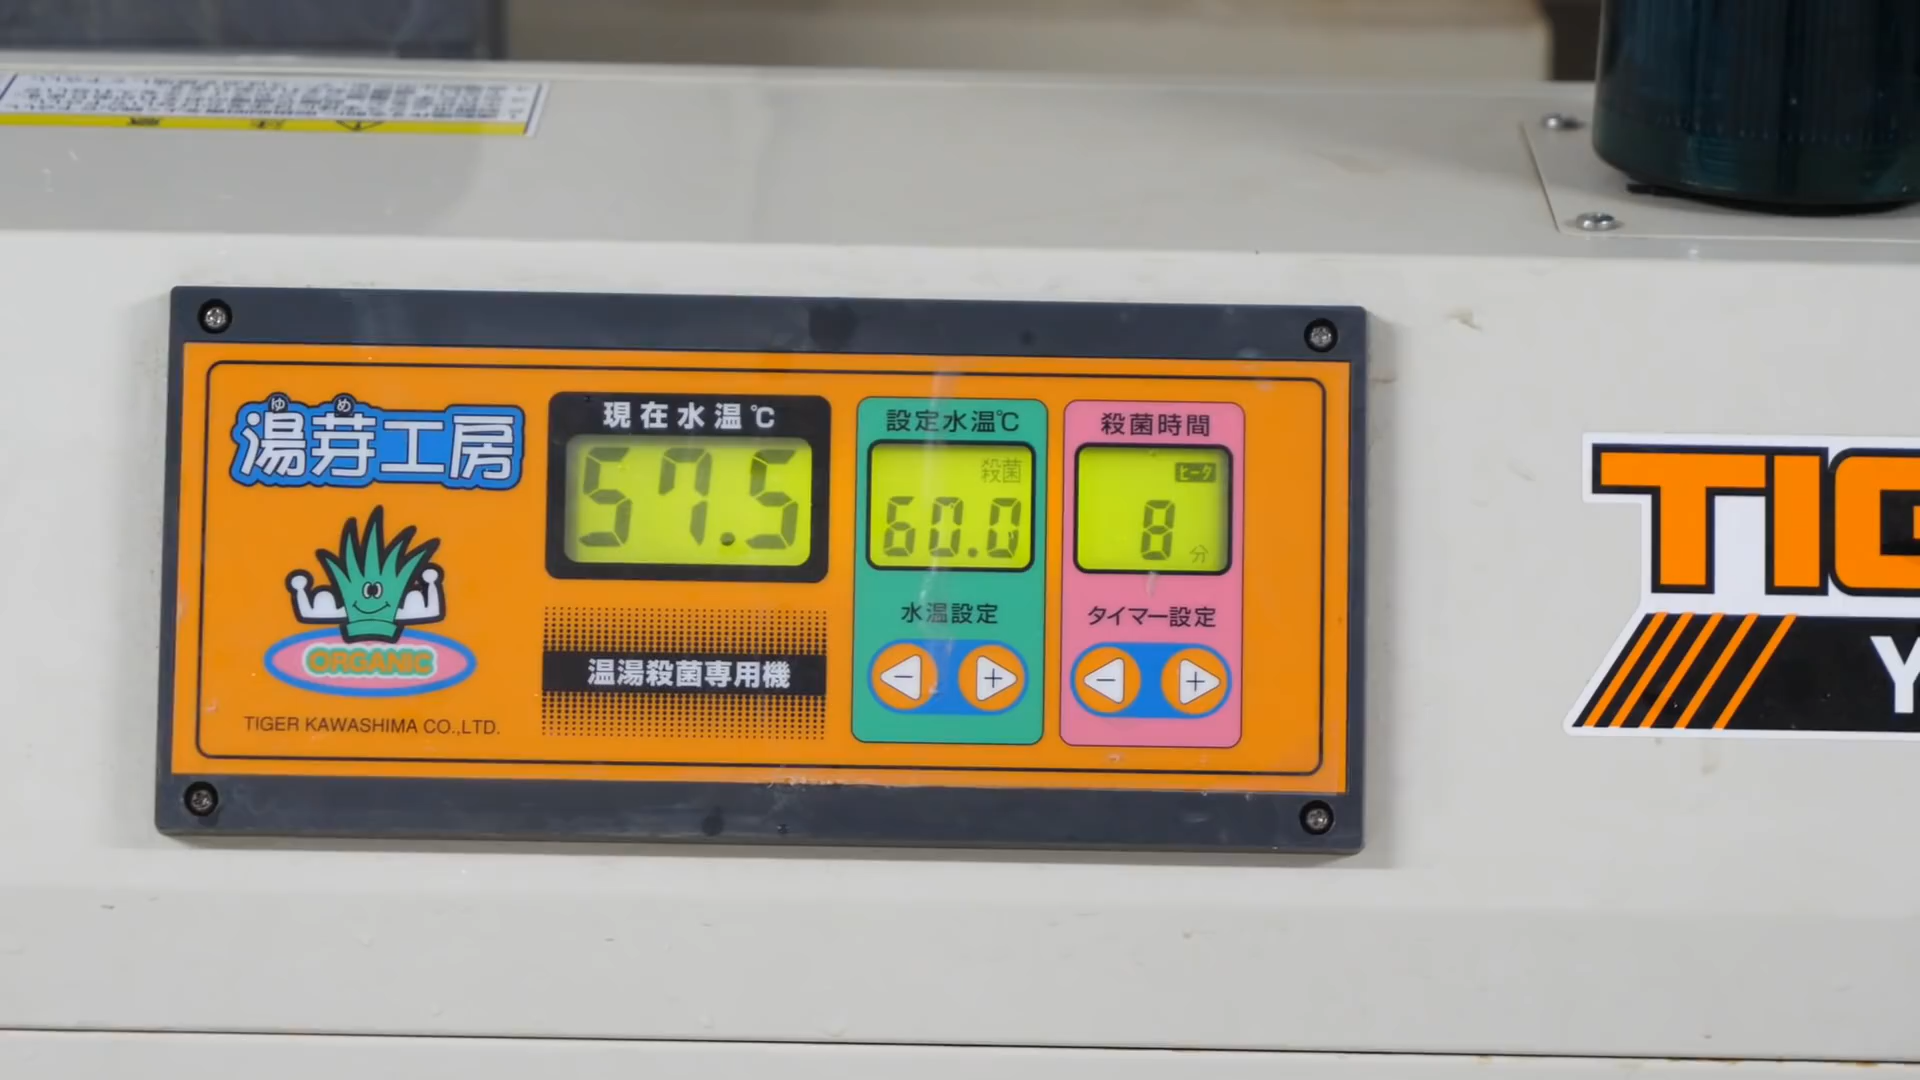 ゆ め
湯芽工房
ORGANIC
TIGER KAWASHIMA CO.,LTD.
現在水温℃
57.5
温湯殺菌専用機
設定水温℃
殺菌
60.0
水温設定
− +
殺菌時間
ヒータ
8
分
タイマー設定
− +
TIG
Y